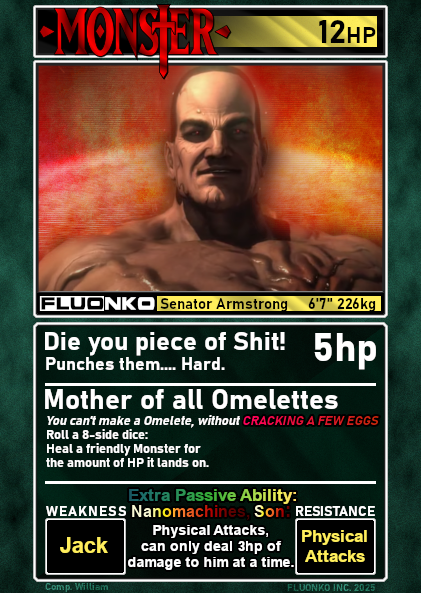 MONSTER
12HP
FLUONKO
Senator Armstrong 6'7" 226kg
Die you piece of Shit!
5hp
Punches them.... Hard.
Mother of all Omelettes
You can't make a Omelete, without CRACKING A FEW EGGS
Roll a 8-side dice:
Heal a friendly Monster for
the amount of HP it lands on.
Extra Passive Ability:
WEAKNESS
Nanomachines, Son:
RESISTANCE
Jack
Physical Attacks,
can only deal 3hp of
damage to him at a time.
Physical
Attacks
Comp. William
FLUONKO INC. 2025